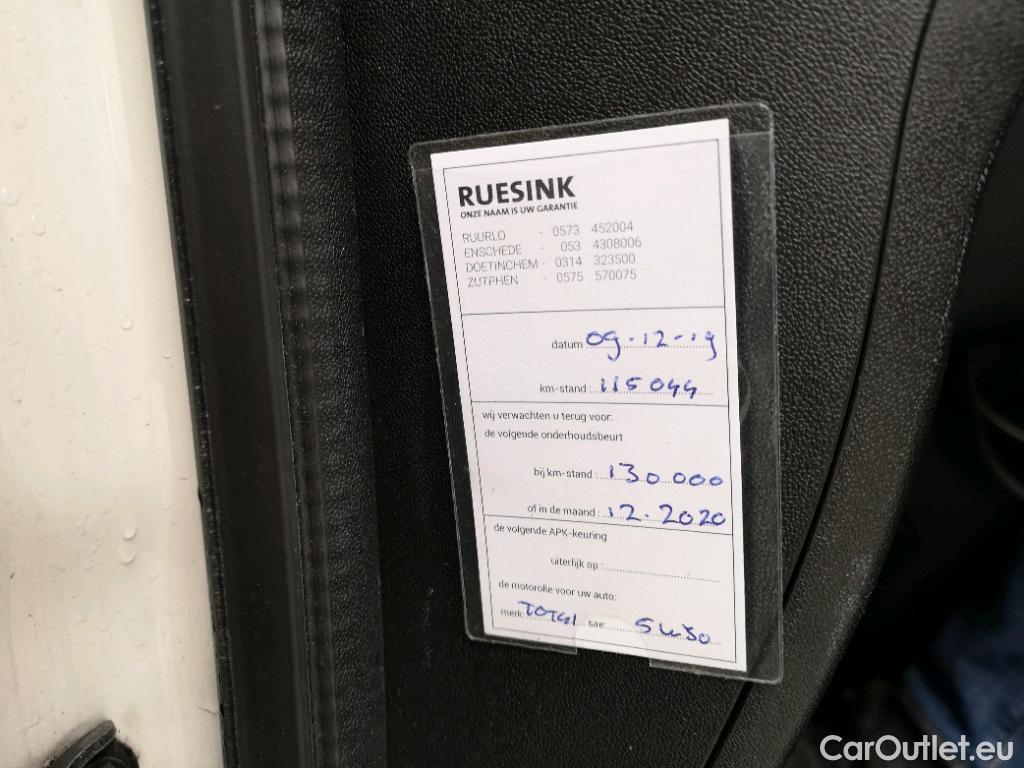 RUESINK
ONZE NAAM IS UW GARANTIE
RUURLO - 0573 452004
ENSCHEDE - 053 4308006
DOETINCHEM - 0314 323500
ZUTPHEN - 0575 570075
datum 09-12-19
km-stand: 115044
wij verwachten u terug voor:
de volgende onderhoudsbeurt
bij km-stand: 130000
of in de maand: 12.2020
de volgende APK-keuring
uiterlijk op:
de motorolie voor uw auto:
merk: TOTAl sae: 5w30
CarOutlet.eu